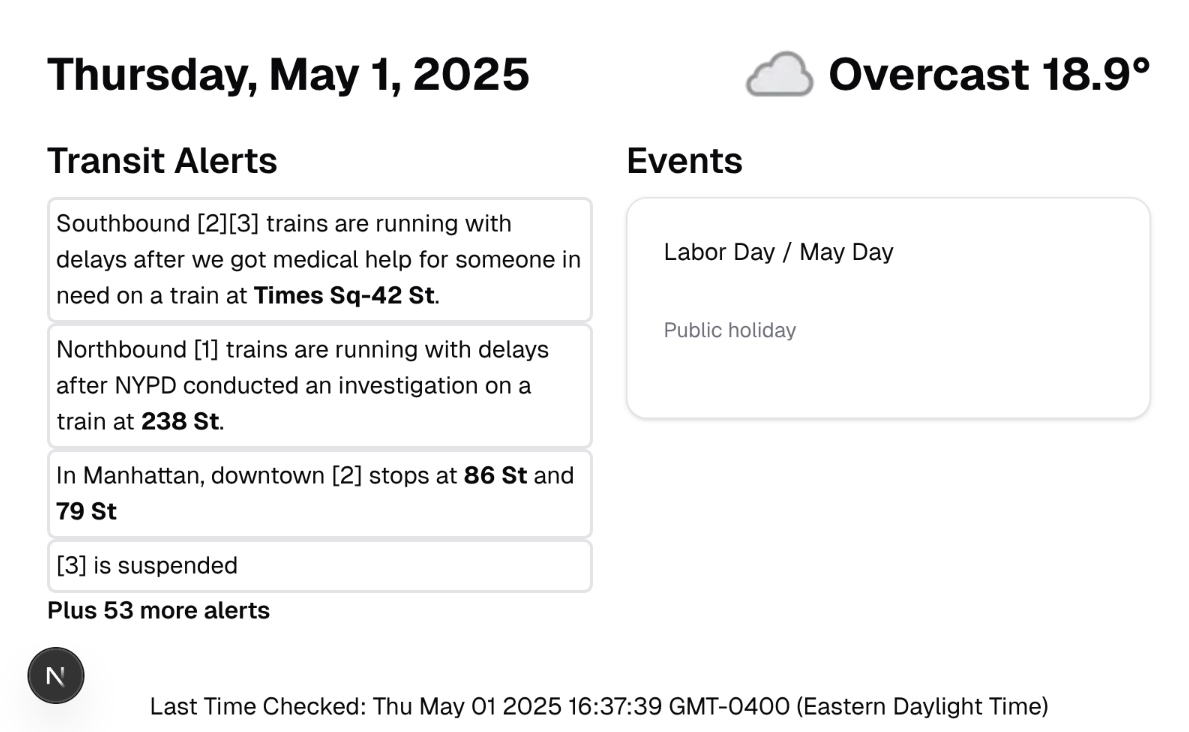 Thursday, May 1, 2025
Overcast 18.9°
Transit Alerts
Southbound [2][3] trains are running with
delays after we got medical help for someone in
need on a train at Times Sq-42 St.
Northbound [1] trains are running with delays
after NYPD conducted an investigation on a
train at 238 St.
In Manhattan, downtown [2] stops at 86 St and
79 St
[3] is suspended
Plus 53 more alerts
Events
Labor Day / May Day
Public holiday
N
Last Time Checked: Thu May 01 2025 16:37:39 GMT-0400 (Eastern Daylight Time)